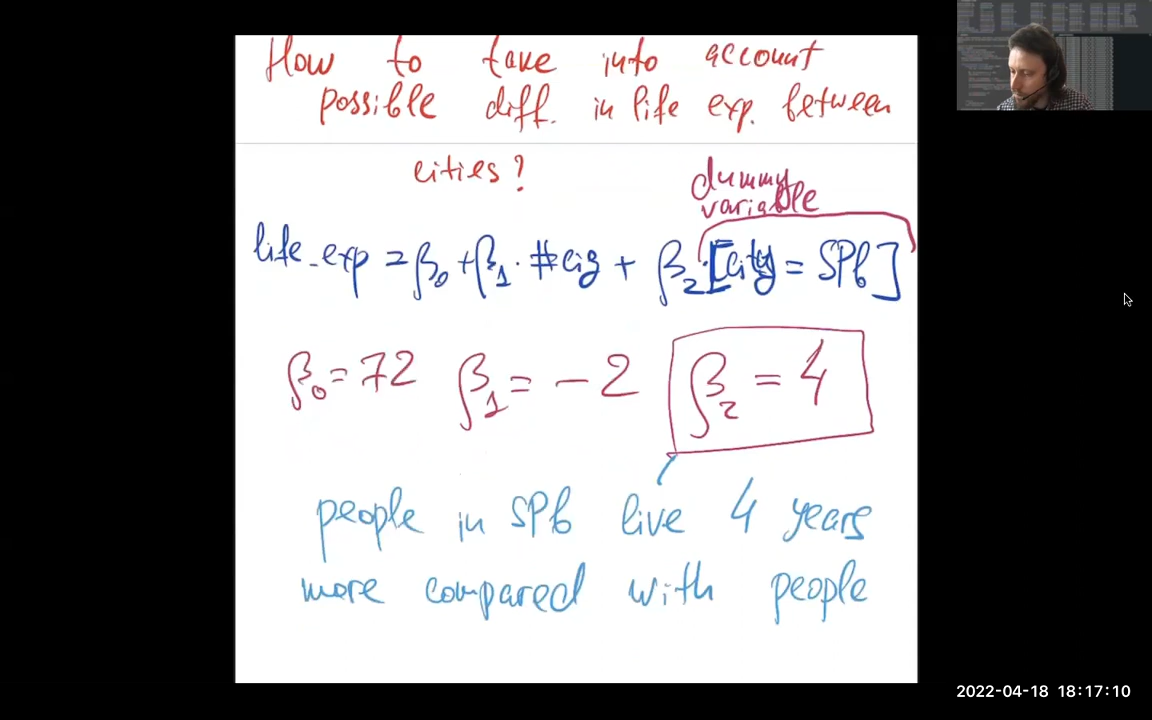 How to take into account
possible diff. in life exp. between
cities?
dummy
variable
life_exp = β₀ + β₁ · #cig + β₂ · [city = SPb]
β₀ = 72 β₁ = -2 β₂ = 4
people in SPb live 4 years
more compared with people
2022-04-18 18:17:10